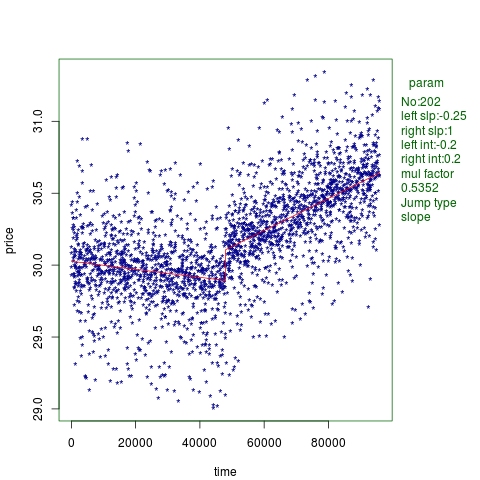 param
No:202
left slp:-0.25
right slp:1
left int:-0.2
right int:0.2
mul factor
0.5352
Jump type
slope
price
31.0
30.5
30.0
29.5
29.0
0 20000 40000 60000 80000
time